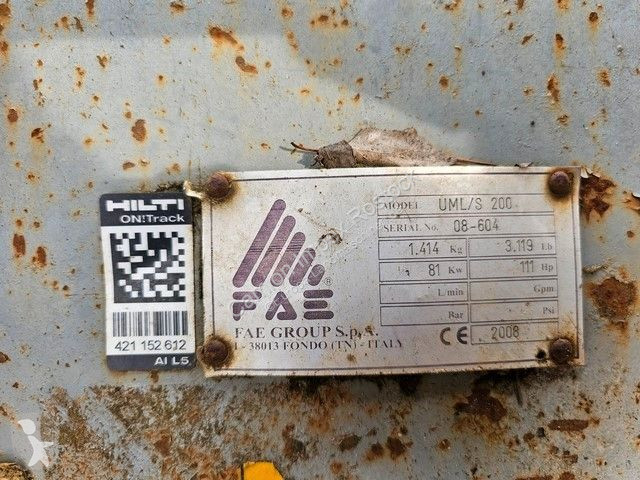 HILTI
ON!Track
421 152 612
AI L5
FAE
®
FAE GROUP S.p.A.
I - 38013 FONDO (TN) - ITALY
MODEL UML/S 200
SERIAL No. 08-604
1.414 Kg 3.119 Lb
81 Kw 111 Hp
L/min Gpm
Bar Psi
CE 2008